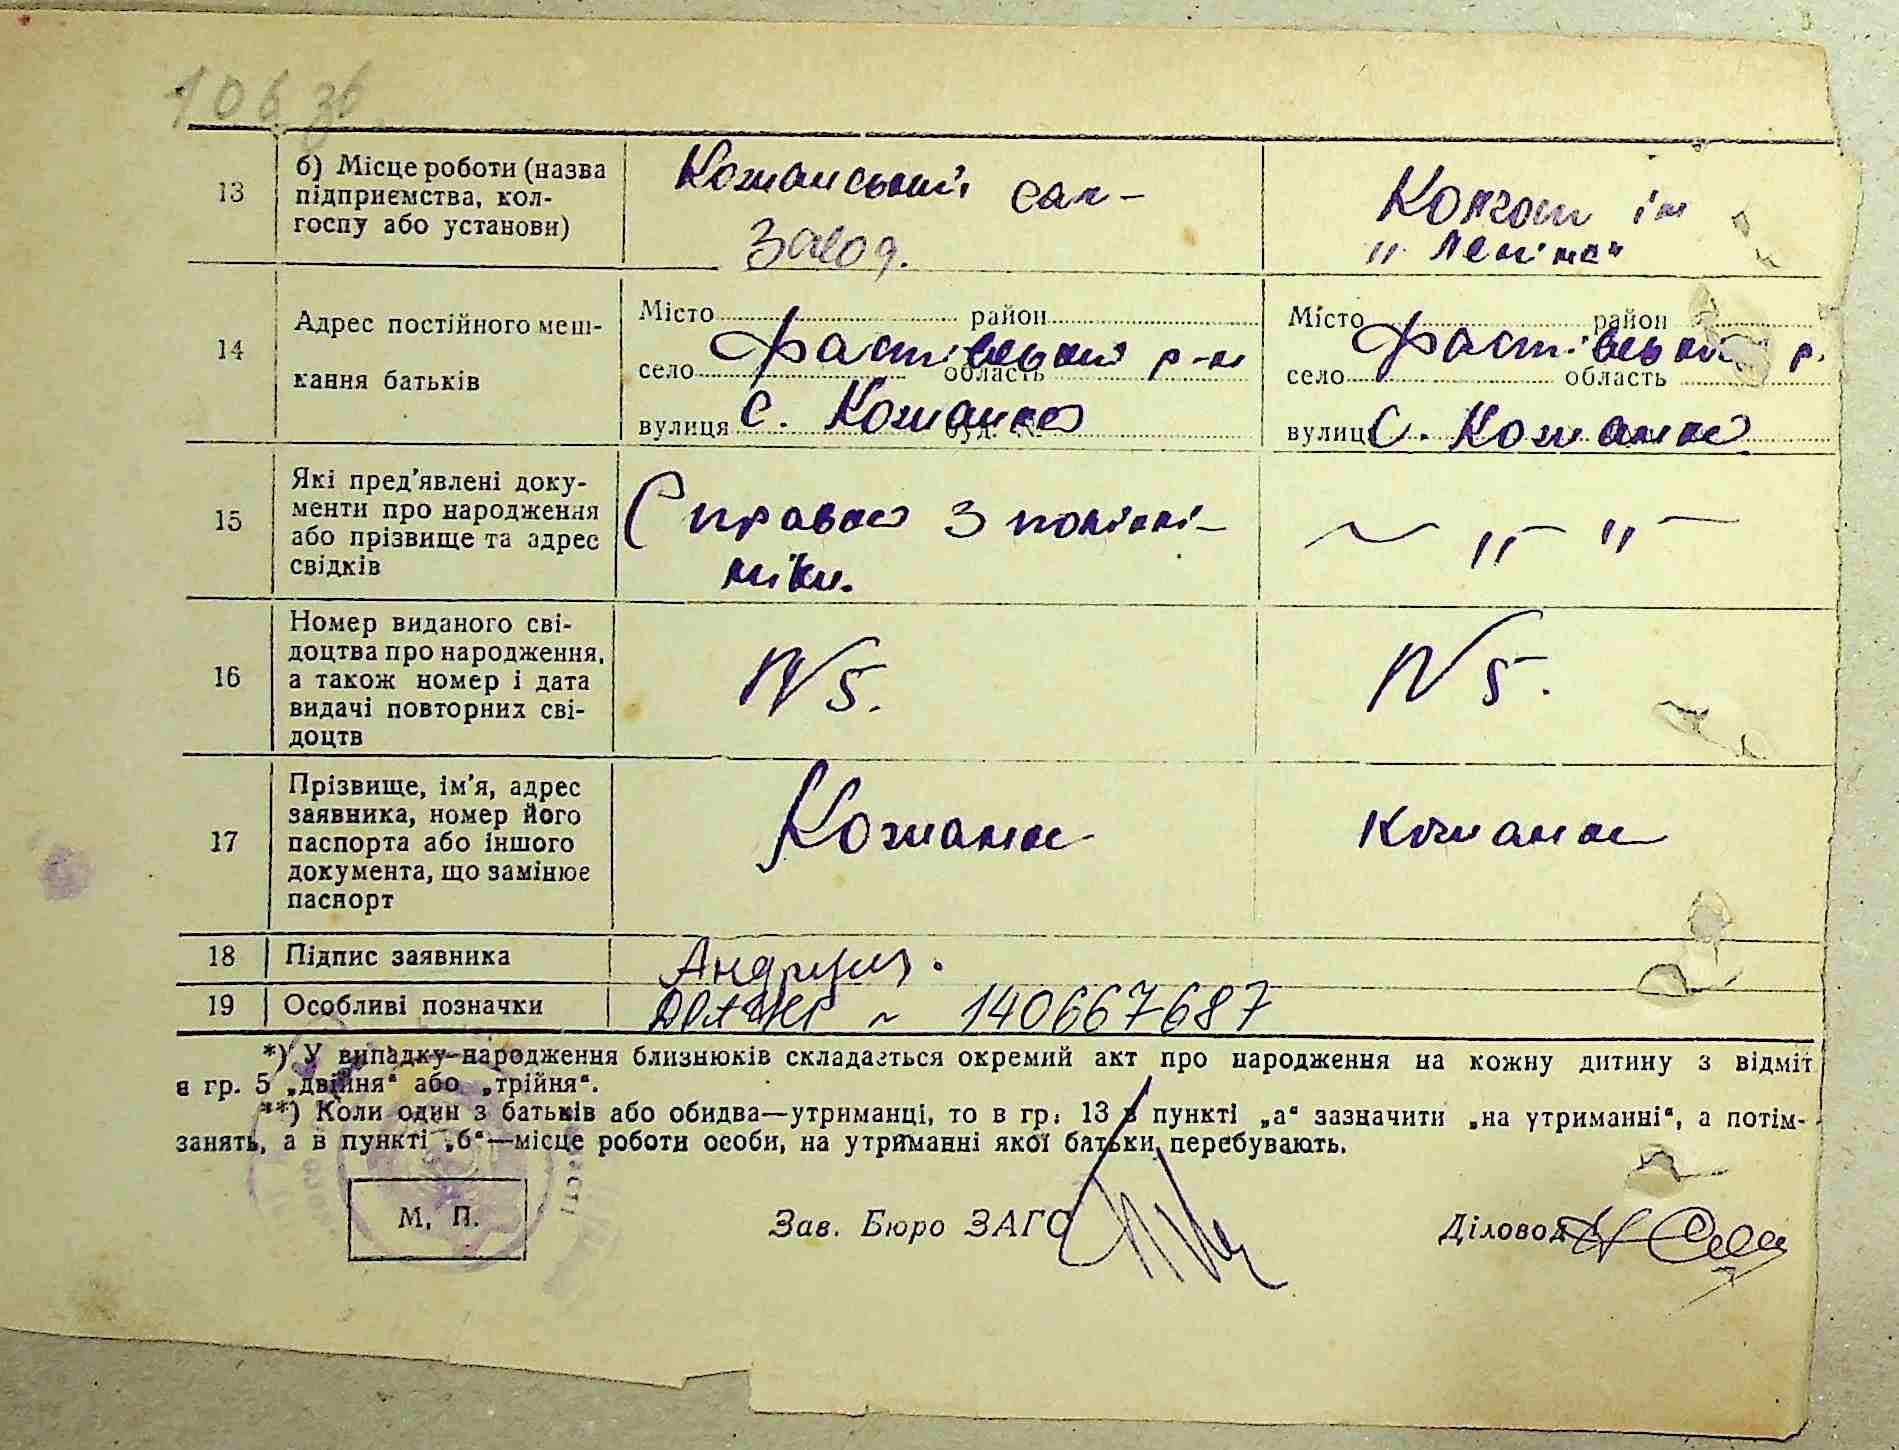 106 зв
13
б) Місце роботи (назва
підприємства, кол-
госпу або установи)
Кожанський сах-
завод.
Колгосп ім
"Леніна"
14
Адрес постійного меш-
кання батьків
Місто район
село Фастівський р-н область
вулиця с. Кожанка буд. №
Місто район
село Фастівський р. область
вулиця с. Кожанка
15
Які пред'явлені доку-
менти про народження
або прізвище та адрес
свідків
Справка з поліклі-
ніки.
~ " – " –
16
Номер виданого сві-
доцтва про народження,
а також номер і дата
видачі повторних сві-
доцтв
№ 5.
№ 5.
17
Прізвище, ім'я, адрес
заявника, номер його
паспорта або іншого
документа, що замінює
паспорт
Кожанка
Кожанка
18
Підпис заявника
19
Особливі позначки
140667687
*) У випадку народження близнюків складається окремий акт про народження на кожну дитину з відміт
в гр. 5 „двійня“ або „трійня“.
**) Коли один з батьків або обидва—утриманці, то в гр. 13 в пункті „а“ зазначити „на утриманні“, а потім-
занять, а в пункті „б“—місце роботи особи, на утриманні якої батьки перебувають.
М. П.
Зав. Бюро ЗАГС
Діловод